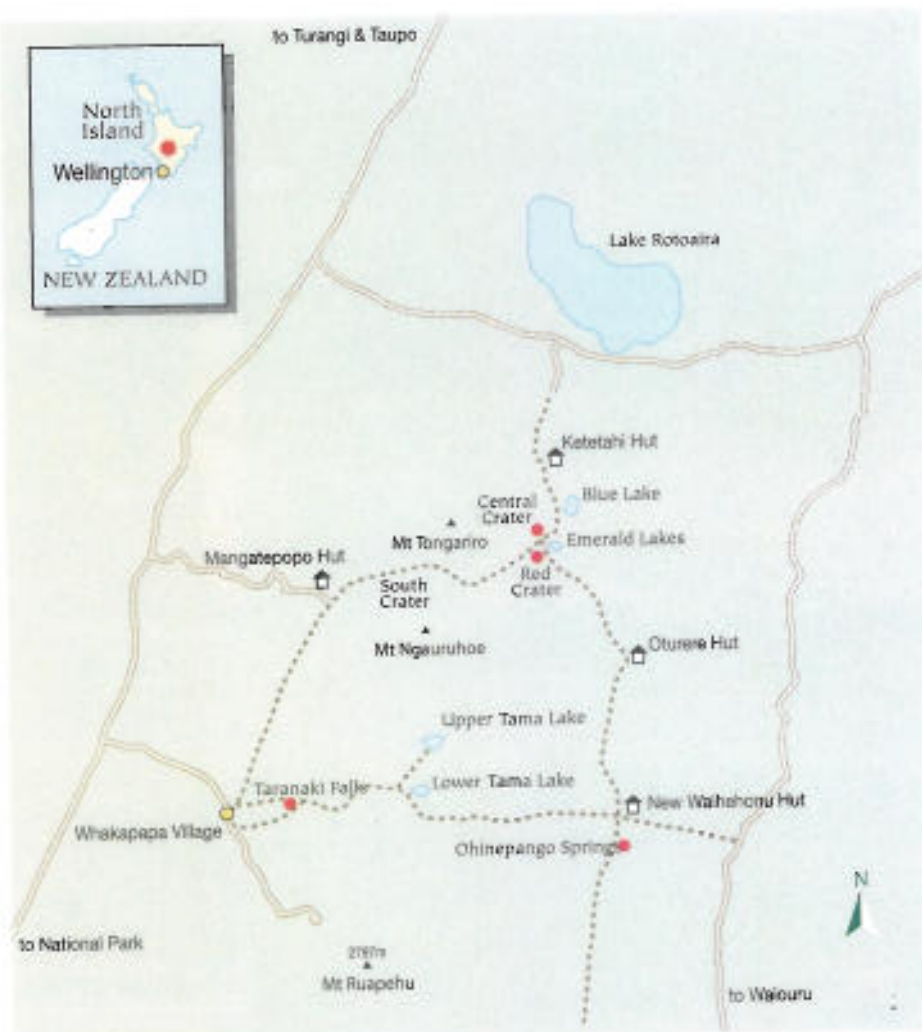 to Turangi & Taupo
North
Island
Wellington
NEW ZEALAND
Lake Rotoaira
Ketetahi Hut
Blue Lake
Central
Crater
Emerald Lakes
Mt Tongariro
Red
Crater
Mangatepopo Hut
South
Crater
Mt Ngauruhoe
Oturere Hut
Upper Tama Lake
Taranaki Falls
Lower Tama Lake
New Waihohonu Hut
Whakapapa Village
Ohinepango Springs
N
to National Park
2797m
Mt Ruapehu
to Waiouru